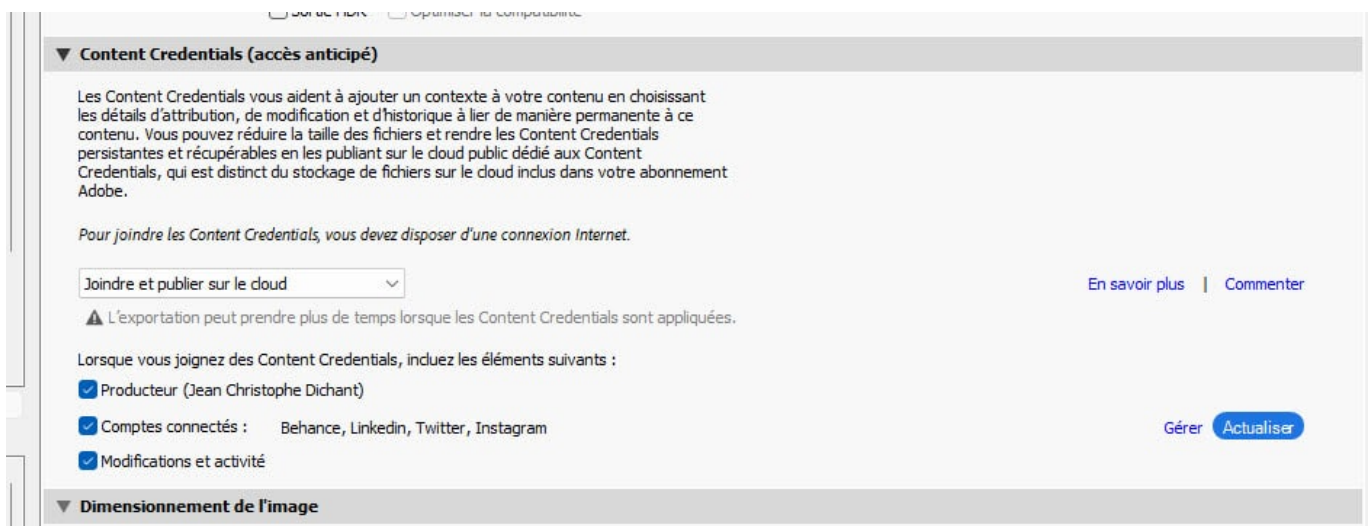 Sortie HDR Optimiser la compatibilité
Content Credentials (accès anticipé)
Les Content Credentials vous aident à ajouter un contexte à votre contenu en choisissant
les détails d'attribution, de modification et d'historique à lier de manière permanente à ce
contenu. Vous pouvez réduire la taille des fichiers et rendre les Content Credentials
persistantes et récupérables en les publiant sur le cloud public dédié aux Content
Credentials, qui est distinct du stockage de fichiers sur le cloud inclus dans votre abonnement
Adobe.
Pour joindre les Content Credentials, vous devez disposer d'une connexion Internet.
Joindre et publier sur le cloud En savoir plus | Commenter
L'exportation peut prendre plus de temps lorsque les Content Credentials sont appliquées.
Lorsque vous joignez des Content Credentials, incluez les éléments suivants :
Producteur (Jean Christophe Dichant)
Comptes connectés : Behance, Linkedin, Twitter, Instagram Gérer Actualiser
Modifications et activité
Dimensionnement de l'image